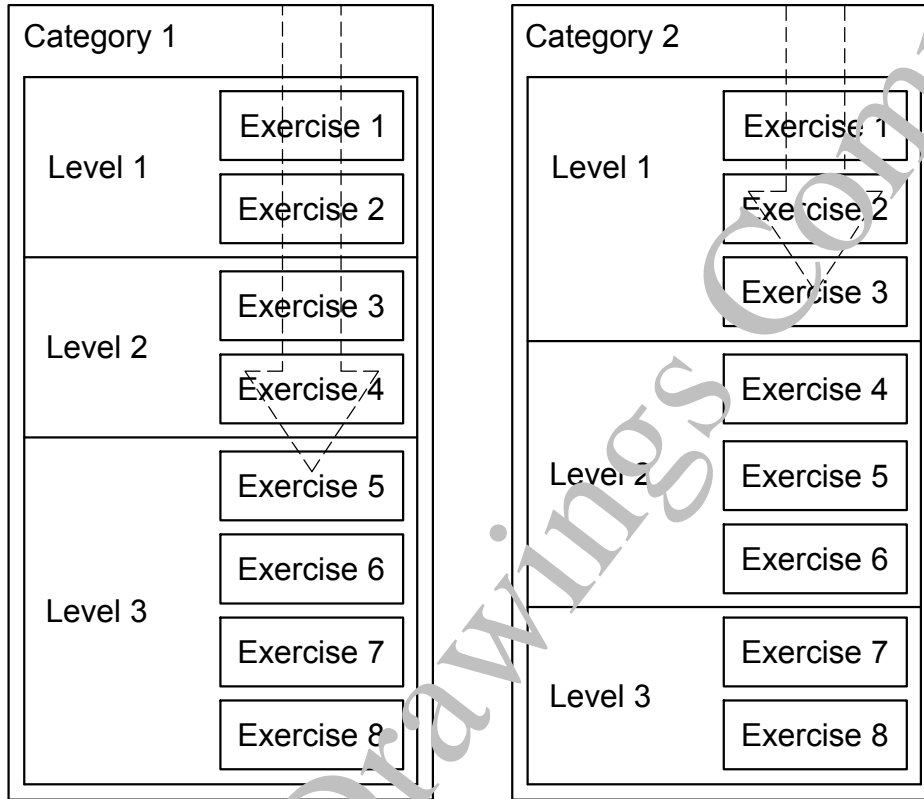 Category 1
Level 1
Exercise 1
Exercise 2
Level 2
Exercise 3
Exercise 4
Level 3
Exercise 5
Exercise 6
Exercise 7
Exercise 8
Category 2
Level 1
Exercise 1
Exercise 2
Exercise 3
Level 2
Exercise 4
Exercise 5
Exercise 6
Level 3
Exercise 7
Exercise 8
Drawings